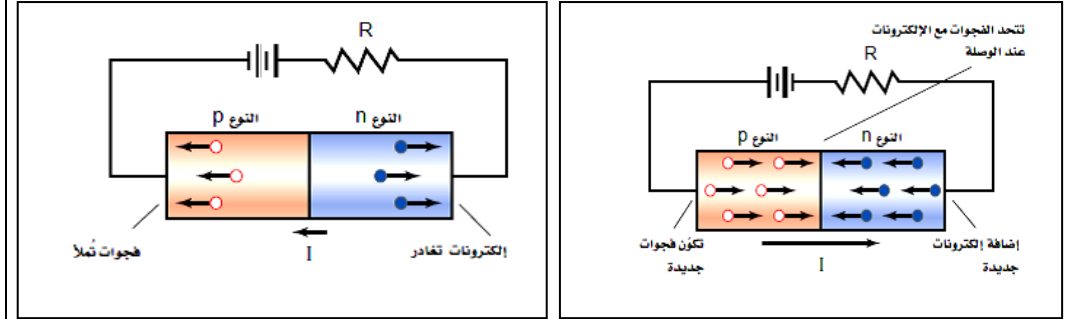 R
النوع p
النوع n
فجوات تُملأ
I
إلكترونات تغادر
تتحد الفجوات مع الإلكترونات
عند الوصلة
R
النوع p
النوع n
تكوّن فجوات
جديدة
I
إضافة إلكترونات
جديدة